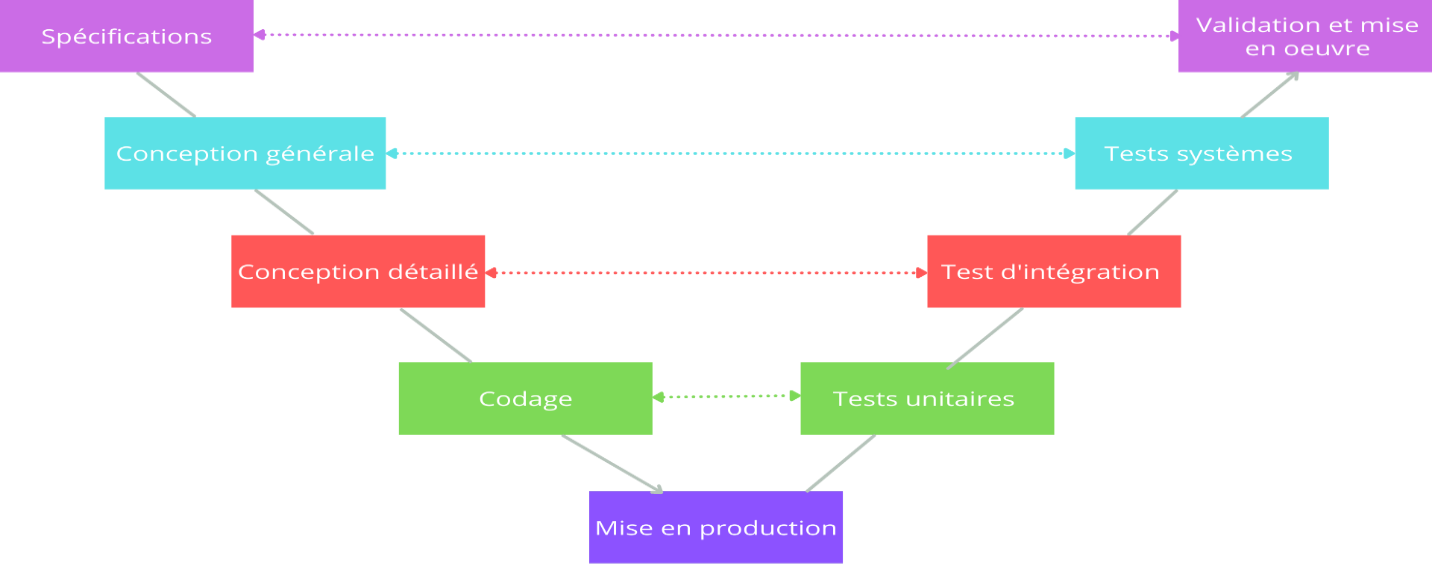 Spécifications
Validation et mise
en oeuvre
Conception générale
Tests systèmes
Conception détaillé
Test d'intégration
Codage
Tests unitaires
Mise en production